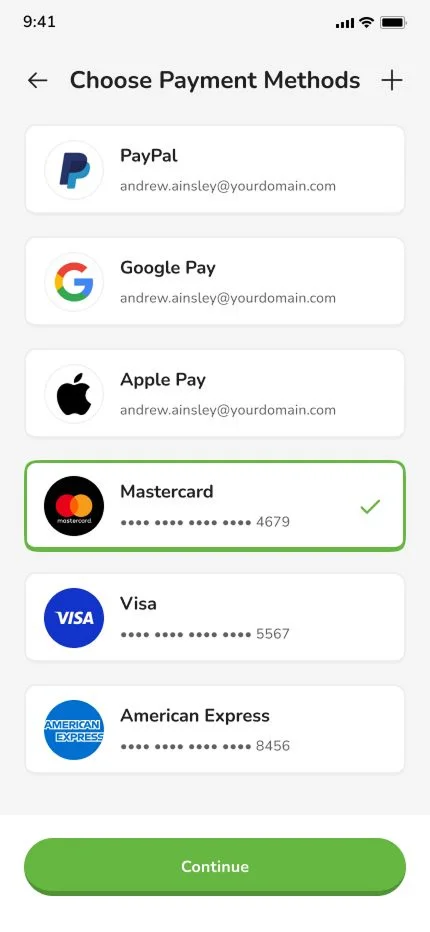 9:41
Choose Payment Methods
PayPal
andrew.ainsley@yourdomain.com
Google Pay
andrew.ainsley@yourdomain.com
Apple Pay
andrew.ainsley@yourdomain.com
mastercard.
Mastercard
•••• •••• •••• •••• 4679
VISA
Visa
•••• •••• •••• •••• 5567
AMERICAN
EXPRESS
American Express
•••• •••• •••• •••• 8456
Continue